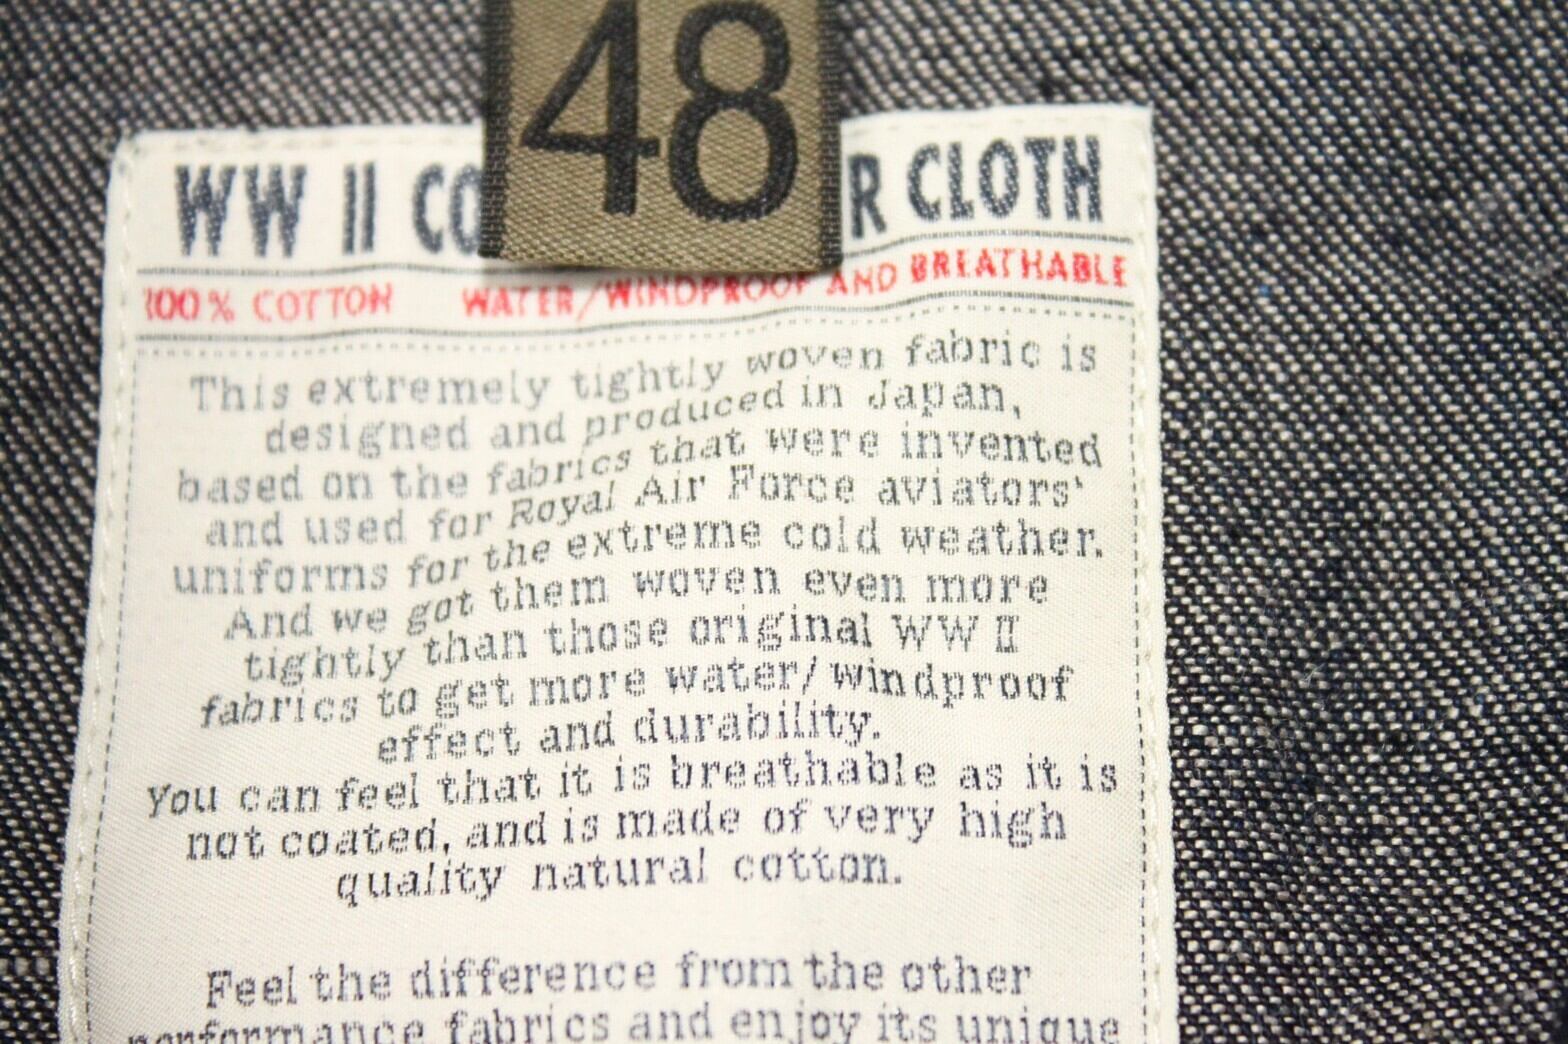 48
WW II CO R CLOTH
100% COTTON WATER/WINDPROOF AND BREATHABLE
This extremely tightly woven fabric is
designed and produced in Japan,
based on the fabrics that were invented
and used for Royal Air Force aviators'
uniforms for the extreme cold weather.
And we got them woven even more
tightly than those original WW II
fabrics to get more water/windproof
effect and durability.
You can feel that it is breathable as it is
not coated, and is made of very high
quality natural cotton.
Feel the difference from the other
performance fabrics and enjoy its unique